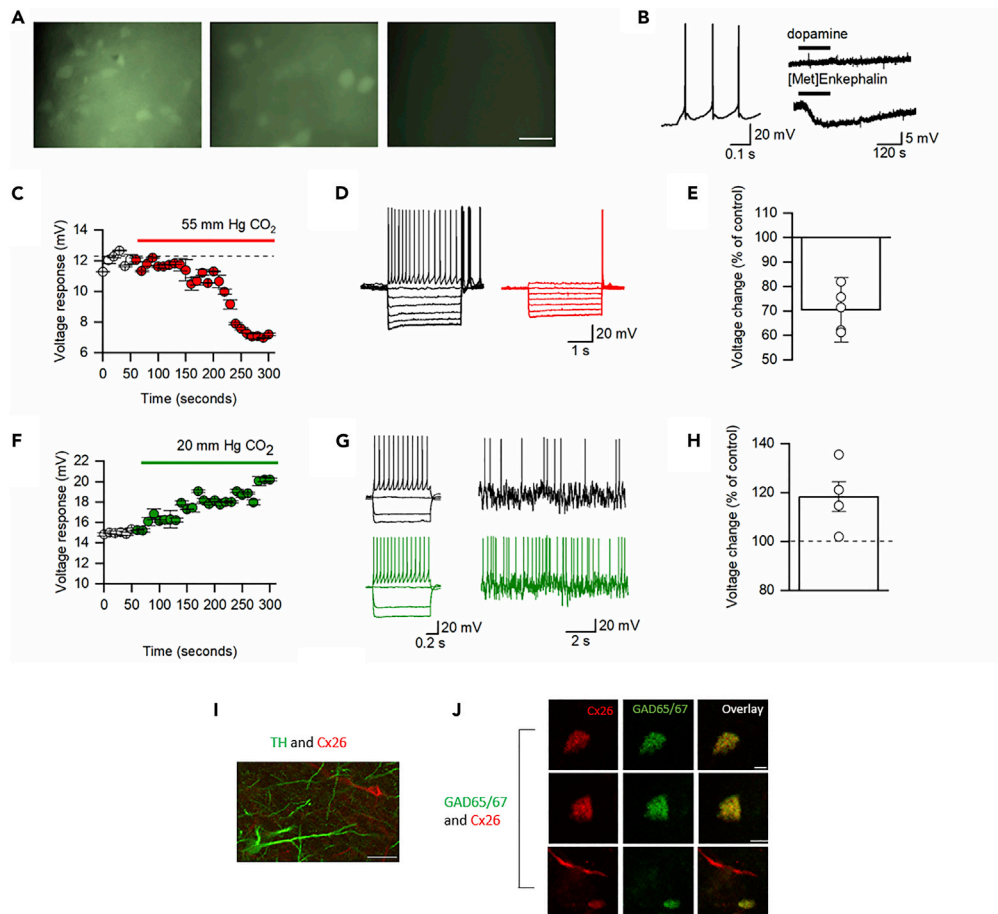 A
B
dopamine
[Met]Enkephalin
20 mV
0.1 s
5 mV
120 s
C
55 mm Hg CO₂
Voltage response (mV)
14
12
10
8
6
0 50 100 150 200 250 300
Time (seconds)
D
20 mV
1 s
E
Voltage change (% of control)
110
100
90
80
70
60
50
F
20 mm Hg CO₂
Voltage response (mV)
22
20
18
16
14
12
10
0 50 100 150 200 250 300
Time (seconds)
G
20 mV
0.2 s
20 mV
2 s
H
Voltage change (% of control)
140
120
100
80
I
TH and Cx26
J
Cx26 GAD65/67 Overlay
GAD65/67
and Cx26